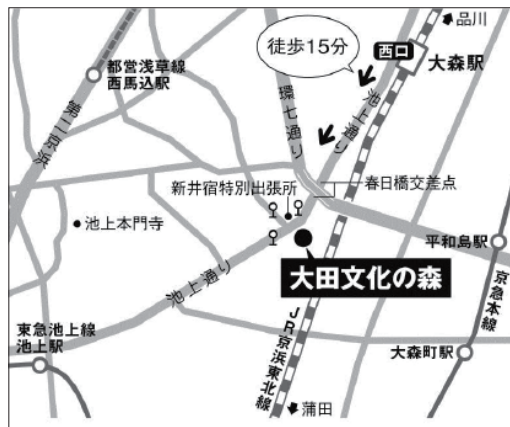 品川
徒歩15分
西口
大森駅
都営浅草線
西馬込駅
第二京浜
環七通り
池上通り
新井宿特別出張所
春日橋交差点
池上本門寺
平和島駅
大田文化の森
池上通り
京急本線
東急池上線
池上駅
JR京浜東北線
大森町駅
蒲田